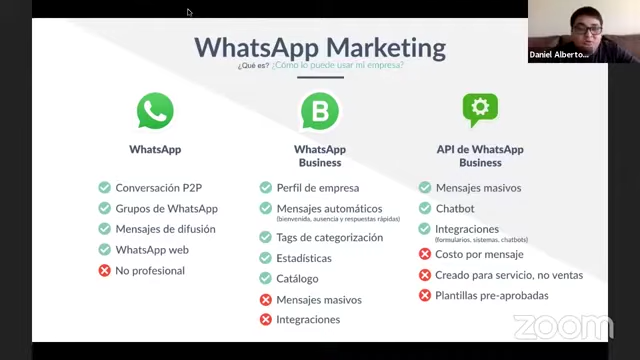 WhatsApp Marketing
¿Qué es? ¿Cómo lo puede usar mi empresa?
WhatsApp
Conversación P2P
Grupos de WhatsApp
Mensajes de difusión
WhatsApp web
No profesional
B
WhatsApp
Business
Perfil de empresa
Mensajes automáticos
(bienvenida, ausencia y respuestas rápidas)
Tags de categorización
Estadísticas
Catálogo
Mensajes masivos
Integraciones
API de WhatsApp
Business
Mensajes masivos
Chatbot
Integraciones
(formularios, sistemas, chatbots)
Costo por mensaje
Creado para servicio, no ventas
Plantillas pre-aprobadas
Daniel Alberto...
zoom